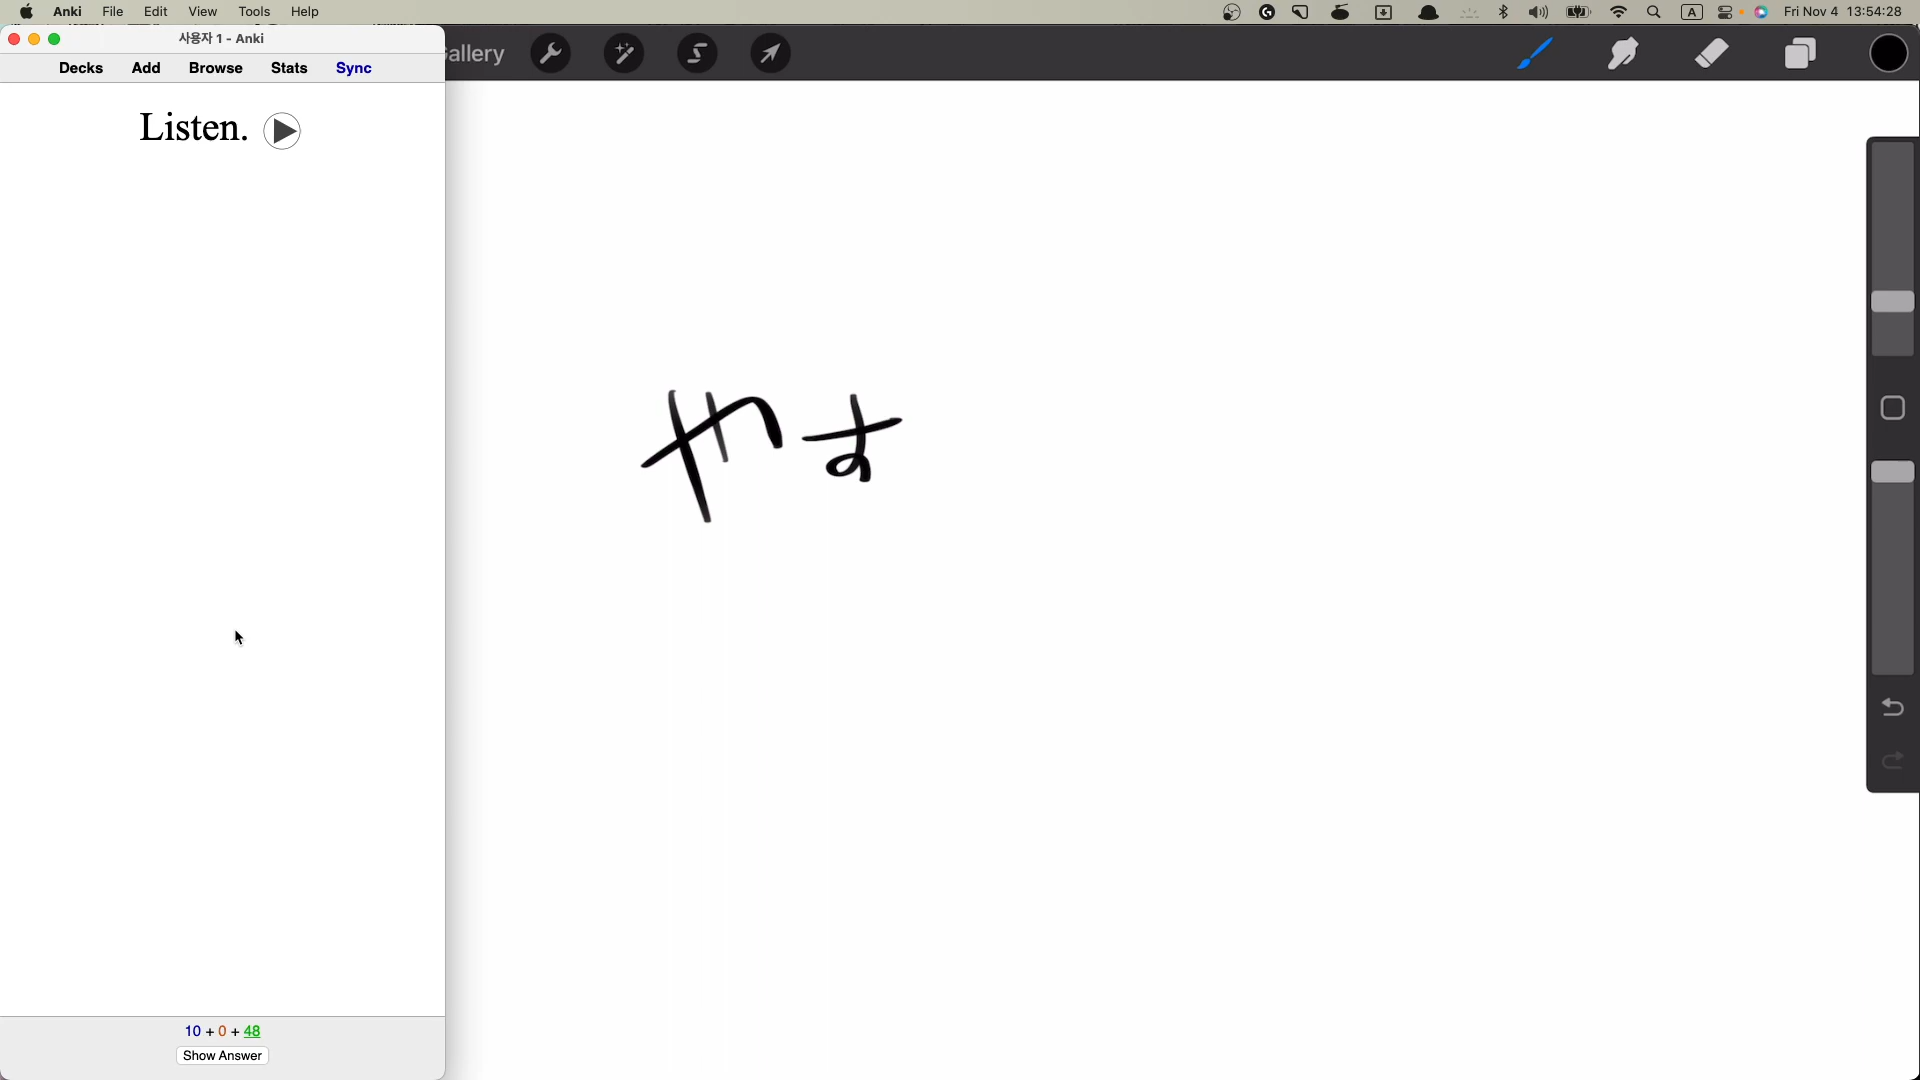 Anki File Edit View Tools Help A Fri Nov 4 13:54:28
사용자 1 - Anki
Decks Add Browse Stats Sync
allery
Listen.
やま
10 + 0 + 48
Show Answer